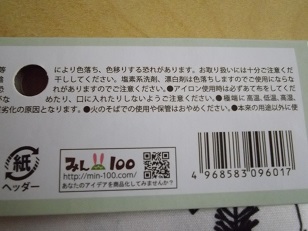 等 により色落ち、色移りする恐れがあります。お取り扱いには十分ご注意くだ
干ししてください。塩素系洗剤、漂白剤は色落ちしますのでご使用にならな
れがありますのでご注意ください。●アイロン使用時は必ずあて布をしてくだ
めたり、口に入れたりしないようご注意ください。●極端に高温、低温、高湿、
劣化の原因となります。●火のそばでの使用や保管はおやめください。●本来の用途以外に使
紙
ヘッダー
みんなの100
http://min-100.com/
あなたのアイデアを商品化してみませんか?
4968583096017